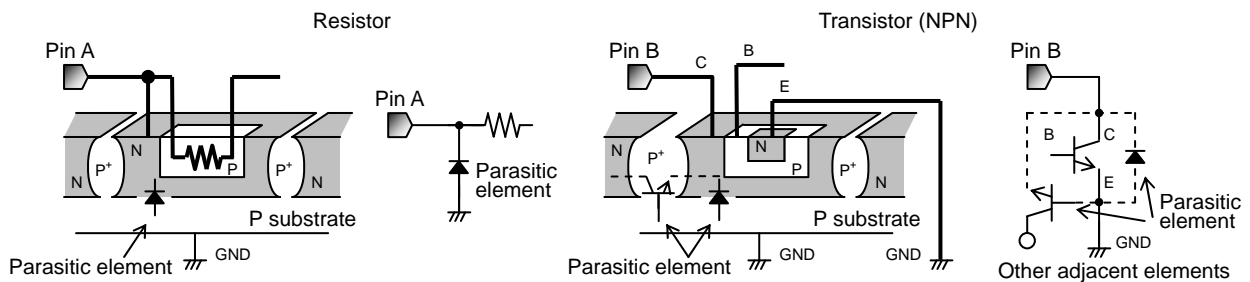 Resistor
Transistor (NPN)
Pin A
Pin B
B
C
E
Pin B
Pin A
N
P+
N
P
P+
N
Parasitic
element
P substrate
GND
Parasitic element
N
P+
N
P
P+
N
P substrate
GND
GND
Parasitic element
B
C
E
Parasitic
element
GND
Other adjacent elements